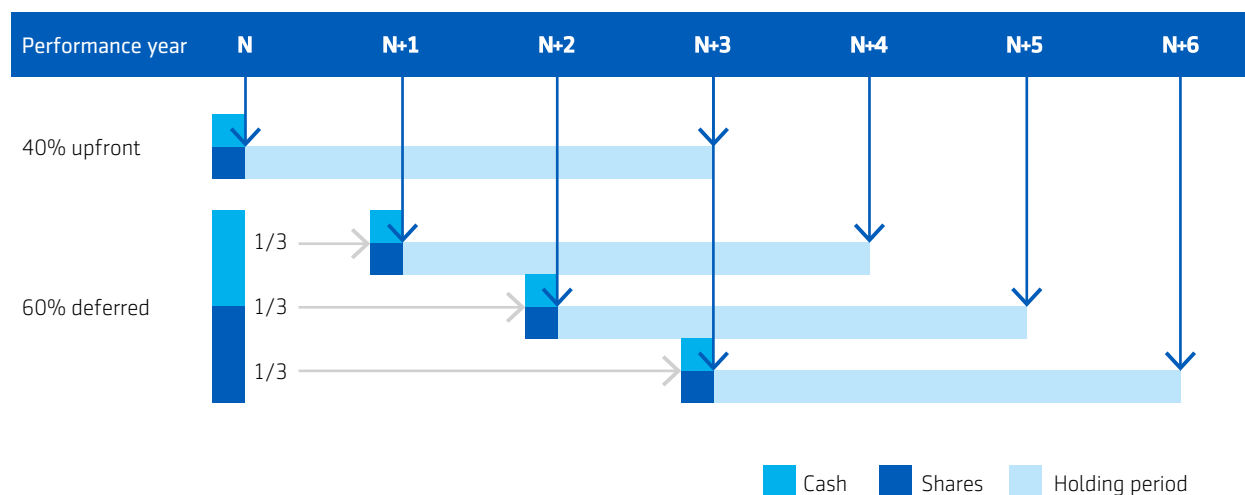 Performance year N N+1 N+2 N+3 N+4 N+5 N+6
40% upfront
1/3
60% deferred 1/3
1/3
Cash Shares Holding period